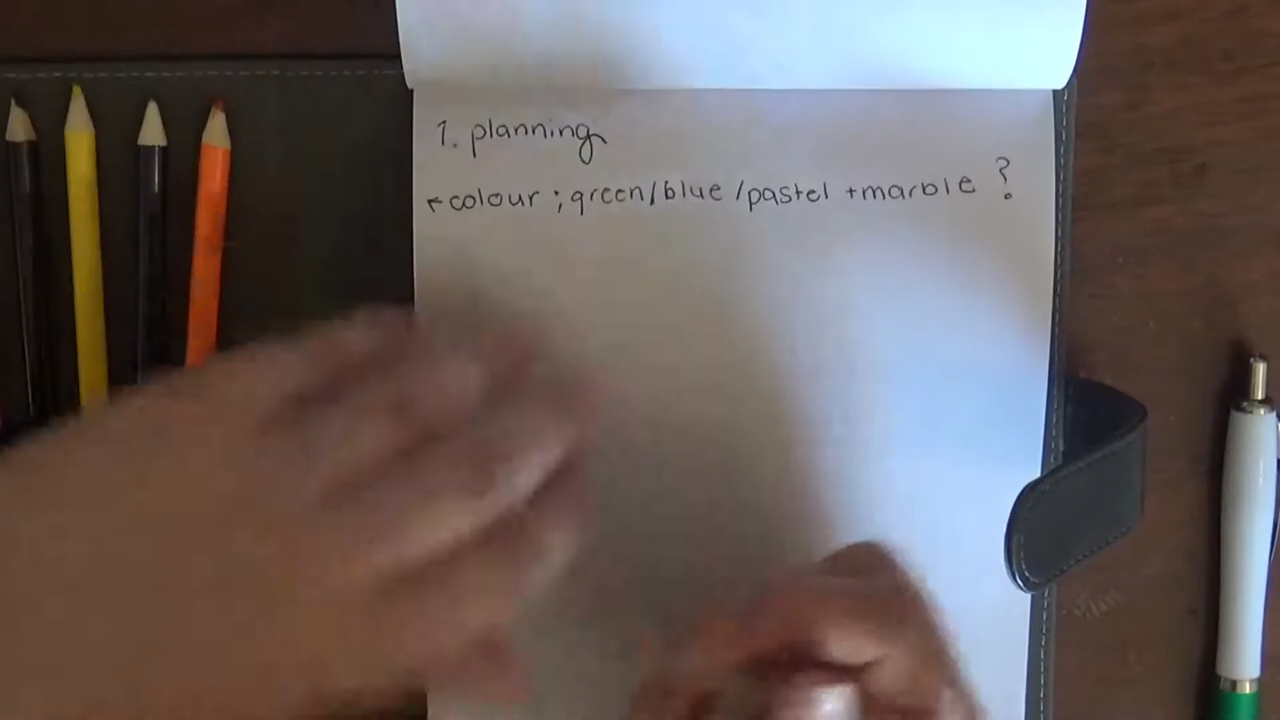 1. planning
←colour ; green/blue /pastel +marble ?